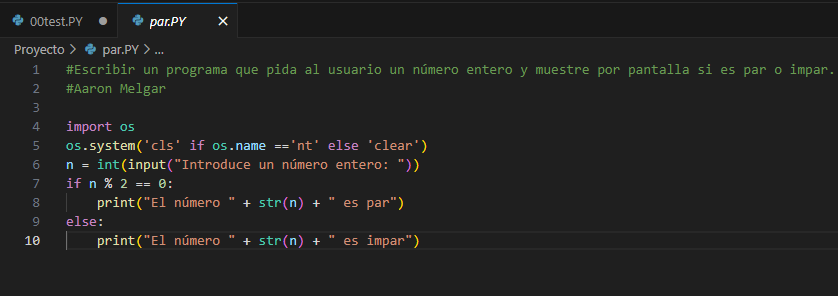 00test.PY ● par.PY ×
Proyecto > par.PY > ...
1 #Escribir un programa que pida al usuario un número entero y muestre por pantalla si es par o impar.
2 #Aaron Melgar
3
4 import os
5 os.system('cls' if os.name =='nt' else 'clear')
6 n = int(input("Introduce un número entero: "))
7 if n % 2 == 0:
8     print("El número " + str(n) + " es par")
9 else:
10     print("El número " + str(n) + " es impar")